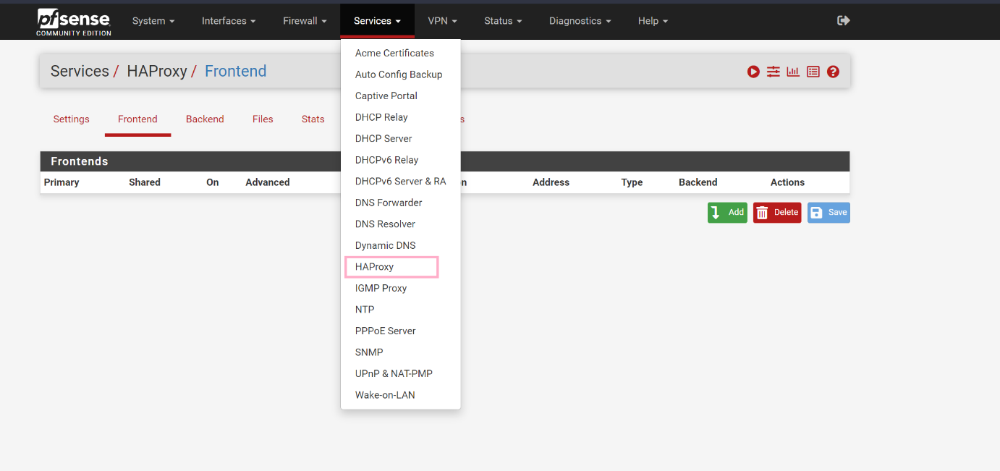 pfsense
COMMUNITY EDITION
System Interfaces Firewall Services VPN Status Diagnostics Help
Services / HAProxy / Frontend
Settings Frontend Backend Files Stats s
Acme Certificates
Auto Config Backup
Captive Portal
DHCP Relay
DHCP Server
DHCPv6 Relay
DHCPv6 Server & RA
DNS Forwarder
DNS Resolver
Dynamic DNS
HAProxy
IGMP Proxy
NTP
PPPoE Server
SNMP
UPnP & NAT-PMP
Wake-on-LAN
Frontends
Primary Shared On Advanced n Address Type Backend Actions
Add Delete Save